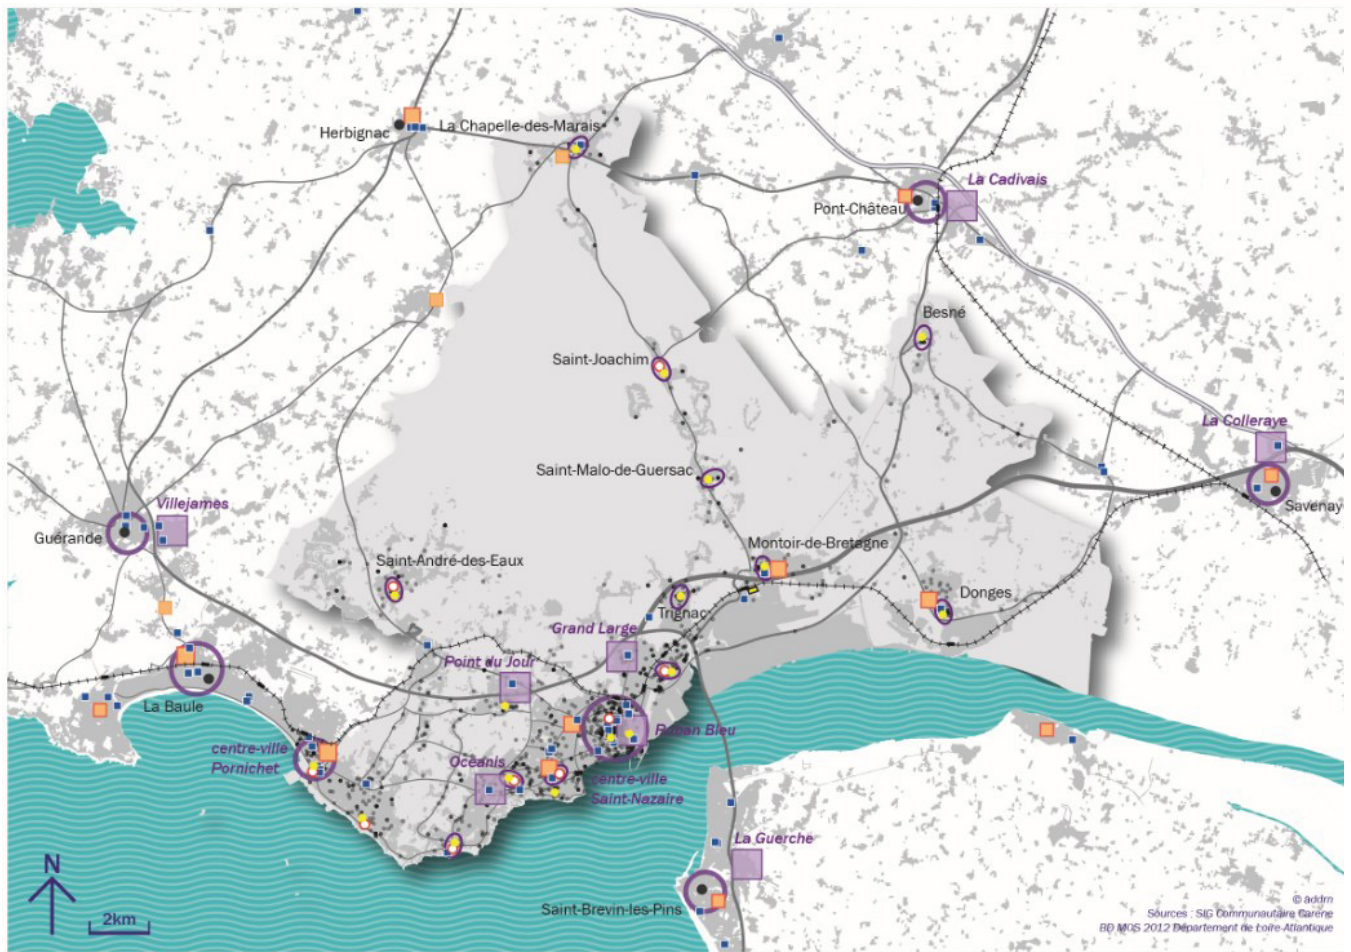 La Chapelle-des-Marais
Herbignac
La Cadivais
Pont-Château
Besné
Saint-Joachim
La Colleraye
Saint-Malo-de-Guersac
Villejames
Savenay
Guérande
Montoir-de-Bretagne
Saint-André-des-Eaux
Donges
Trignac
Grand Large
Point du Jour
La Baule
Ruban Bleu
centre-ville
Pornichet
Océanis
centre-ville
Saint-Nazaire
La Guerche
N
2km
Saint-Brevin-les-Pins
© addrn
Sources : SIG Communautaire Carène
BD MOS 2012 Département de Loire-Atlantique